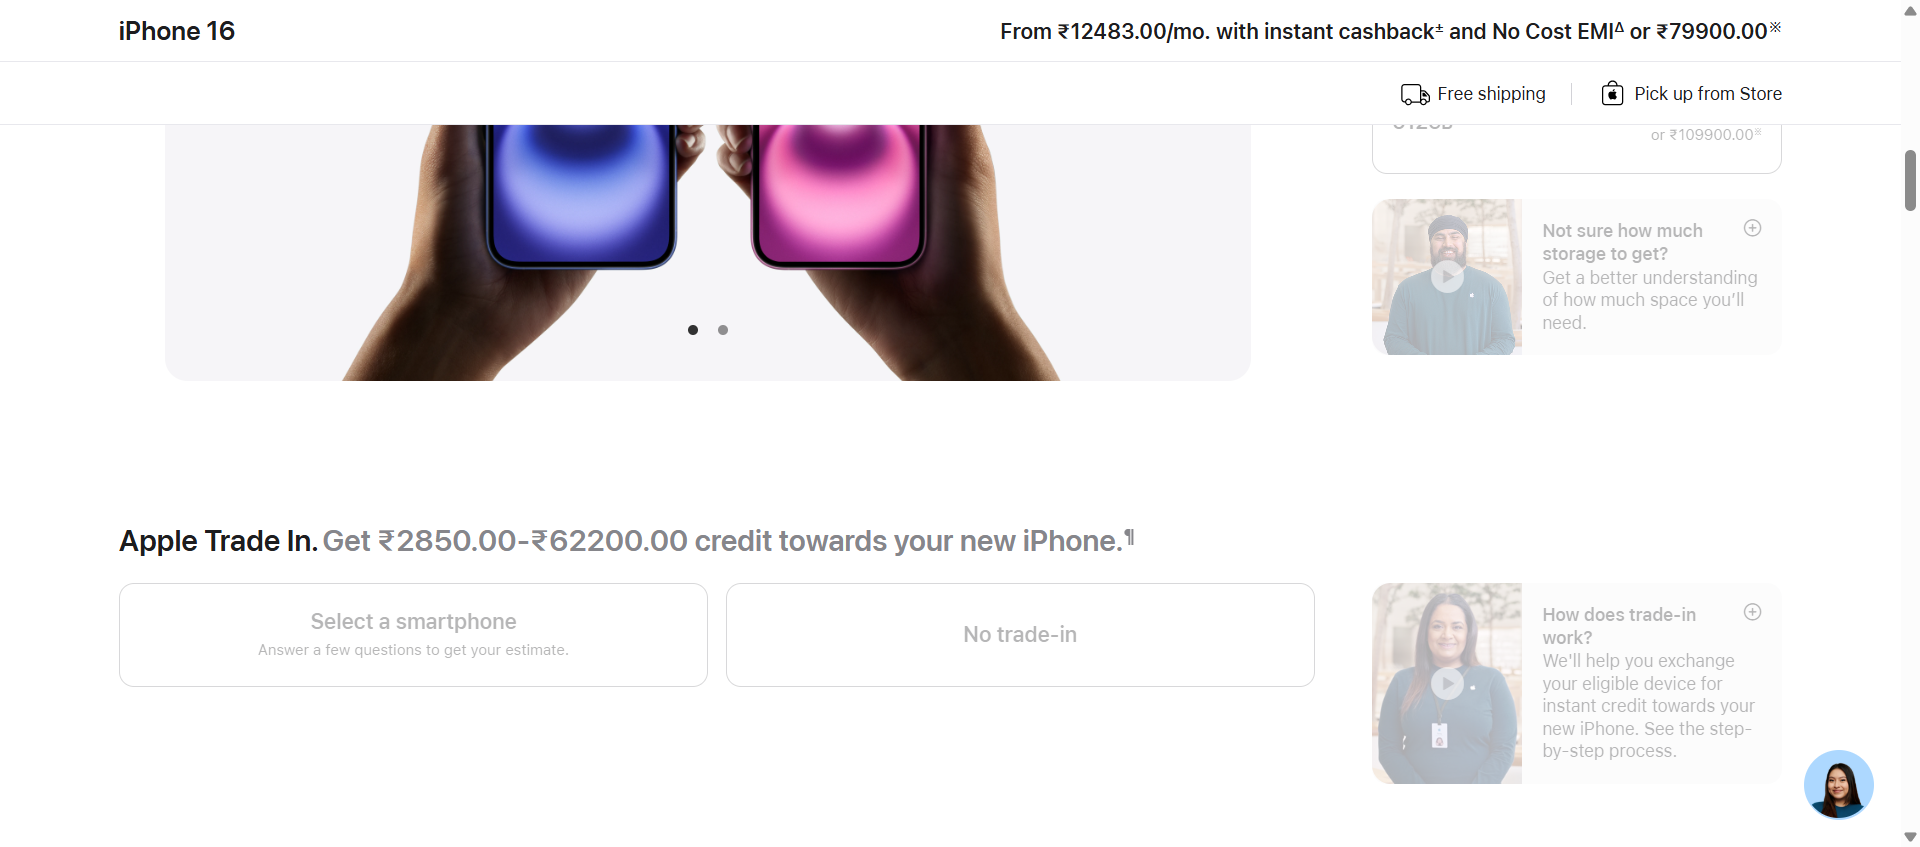 iPhone 16
From ₹12483.00/mo. with instant cashback± and No Cost EMIΔ or ₹79900.00※
Free shipping
Pick up from Store
or ₹109900.00※
Not sure how much
storage to get?
Get a better understanding
of how much space you'll
need.
Apple Trade In. Get ₹2850.00-₹62200.00 credit towards your new iPhone.¶
Select a smartphone
Answer a few questions to get your estimate.
No trade-in
How does trade-in
work?
We'll help you exchange
your eligible device for
instant credit towards your
new iPhone. See the step-
by-step process.